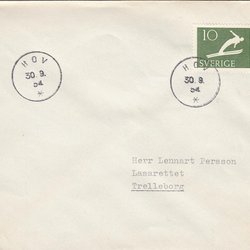 10
SVERIGE
HOV
30.9.
54
*
HOV
30.9.
54
*
Herr Lennart Persson
Lasarettet
Trelleborg